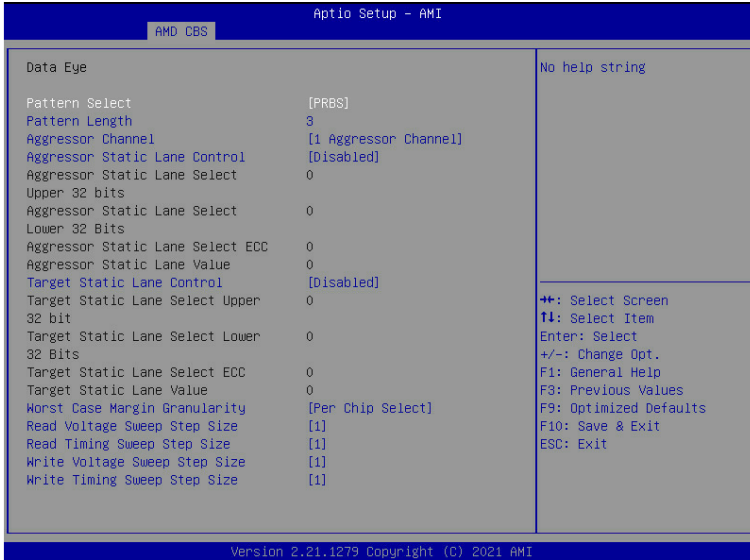 Aptio Setup - AMI
AMD CBS
Data Eye
No help string
Pattern Select [PRBS]
Pattern Length 3
Aggressor Channel [1 Aggressor Channel]
Aggressor Static Lane Control [Disabled]
Aggressor Static Lane Select 0
Upper 32 bits
Aggressor Static Lane Select 0
Lower 32 Bits
Aggressor Static Lane Select ECC 0
Aggressor Static Lane Value 0
Target Static Lane Control [Disabled]
Target Static Lane Select Upper 0
32 bit
Target Static Lane Select Lower 0
32 Bits
Target Static Lane Select ECC 0
Target Static Lane Value 0
Worst Case Margin Granularity [Per Chip Select]
Read Voltage Sweep Step Size [1]
Read Timing Sweep Step Size [1]
Write Voltage Sweep Step Size [1]
Write Timing Sweep Step Size [1]
→←: Select Screen
↑↓: Select Item
Enter: Select
+/-: Change Opt.
F1: General Help
F3: Previous Values
F9: Optimized Defaults
F10: Save & Exit
ESC: Exit
Version 2.21.1279 Copyright (C) 2021 AMI